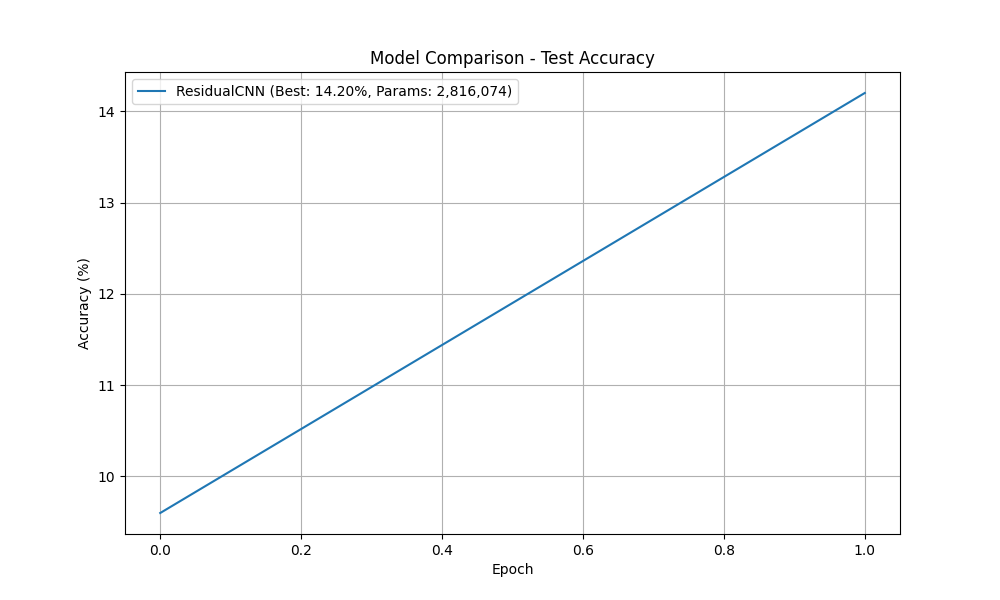 Model Comparison - Test Accuracy
ResidualCNN (Best: 14.20%, Params: 2,816,074)
Accuracy (%)
14
13
12
11
10
0.0 0.2 0.4 0.6 0.8 1.0
Epoch